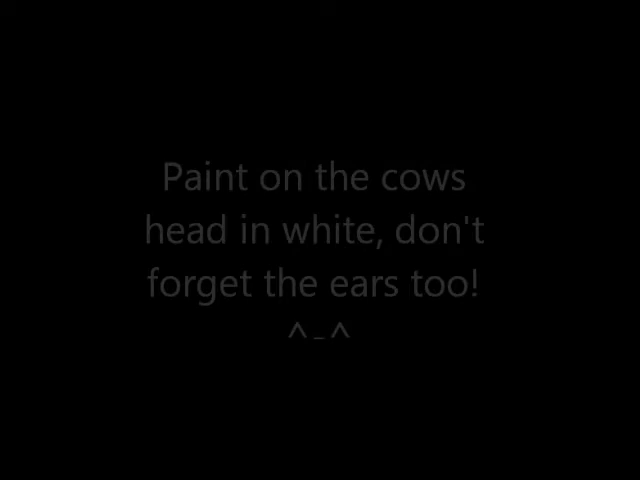 Paint on the cows
head in white, don't
forget the ears too!
^-^